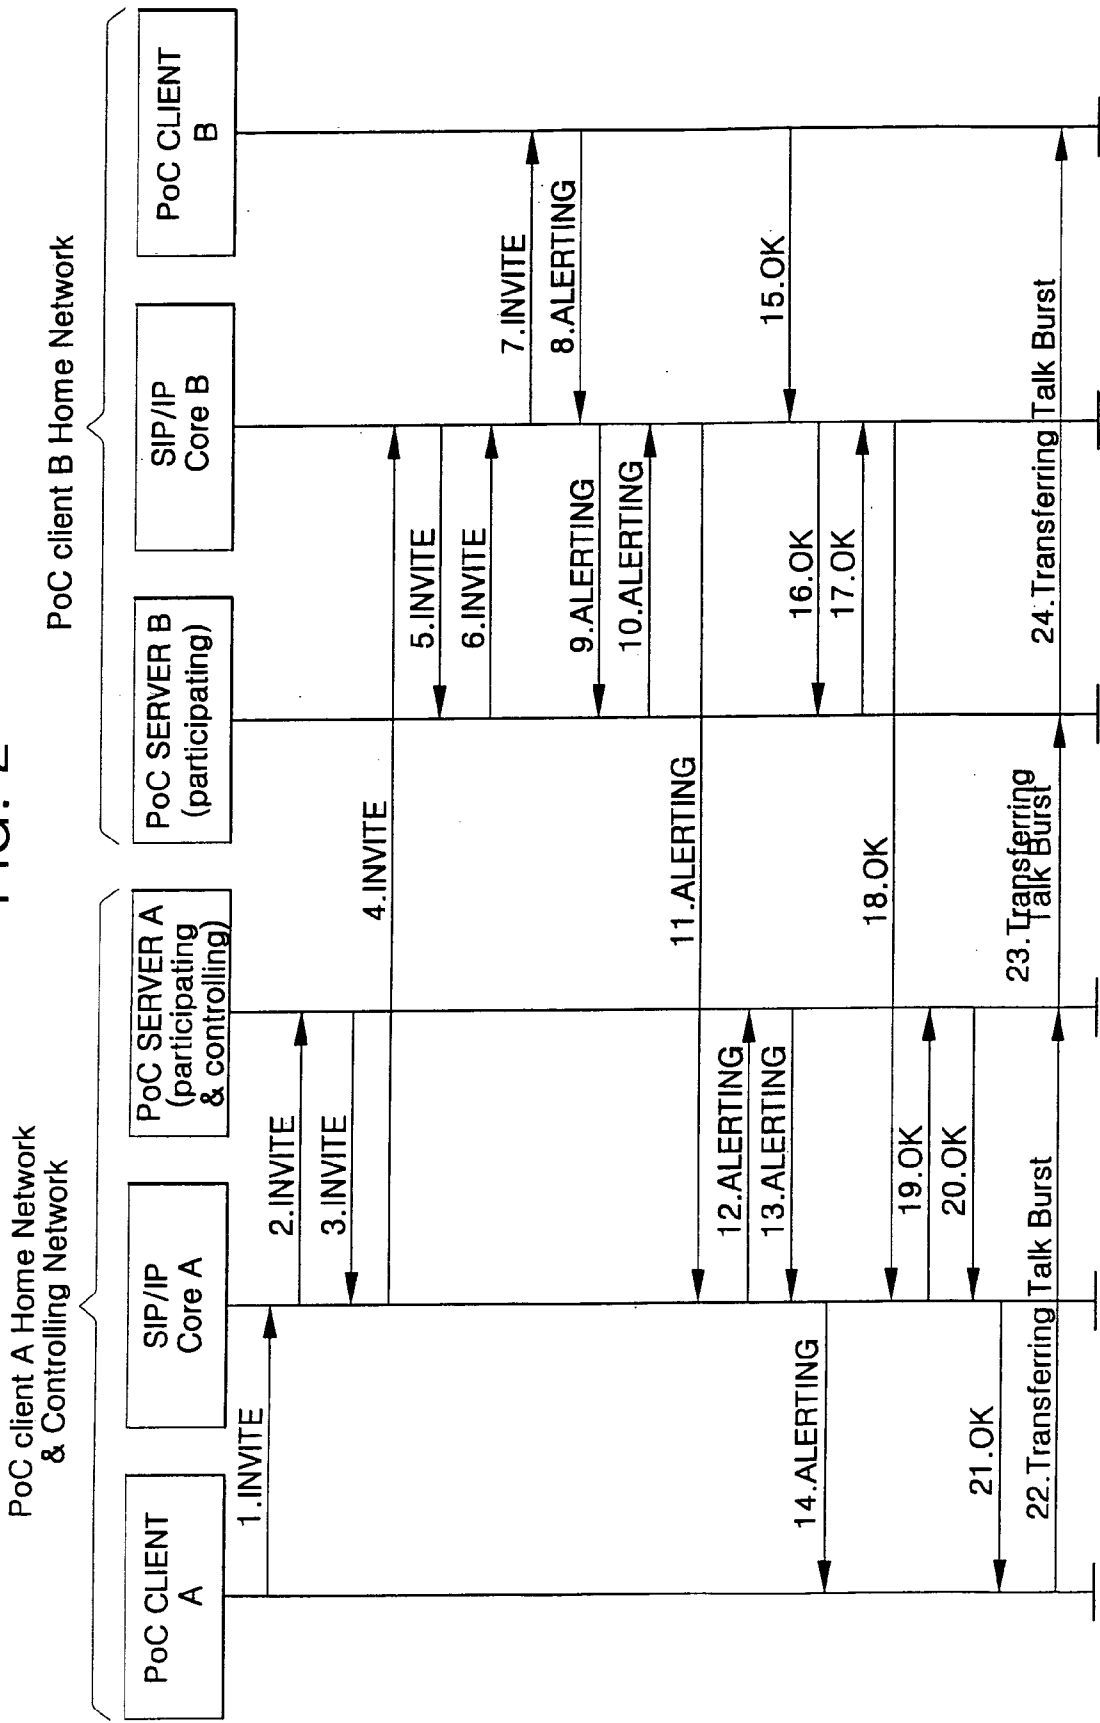 FIG. 2
PoC client A Home Network
& Controlling Network
PoC client B Home Network
PoC CLIENT
A
SIP/IP
Core A
PoC SERVER A
(participating
& controlling)
PoC SERVER B
(participating)
SIP/IP
Core B
PoC CLIENT
B
1.INVITE
2.INVITE
3.INVITE
4.INVITE
5.INVITE
6.INVITE
7.INVITE
8.ALERTING
9.ALERTING
10.ALERTING
11.ALERTING
12.ALERTING
13.ALERTING
14.ALERTING
15.OK
16.OK
17.OK
18.OK
19.OK
20.OK
21.OK
22.Transferring Talk Burst
23.Transferring
Talk Burst
24.Transferring Talk Burst